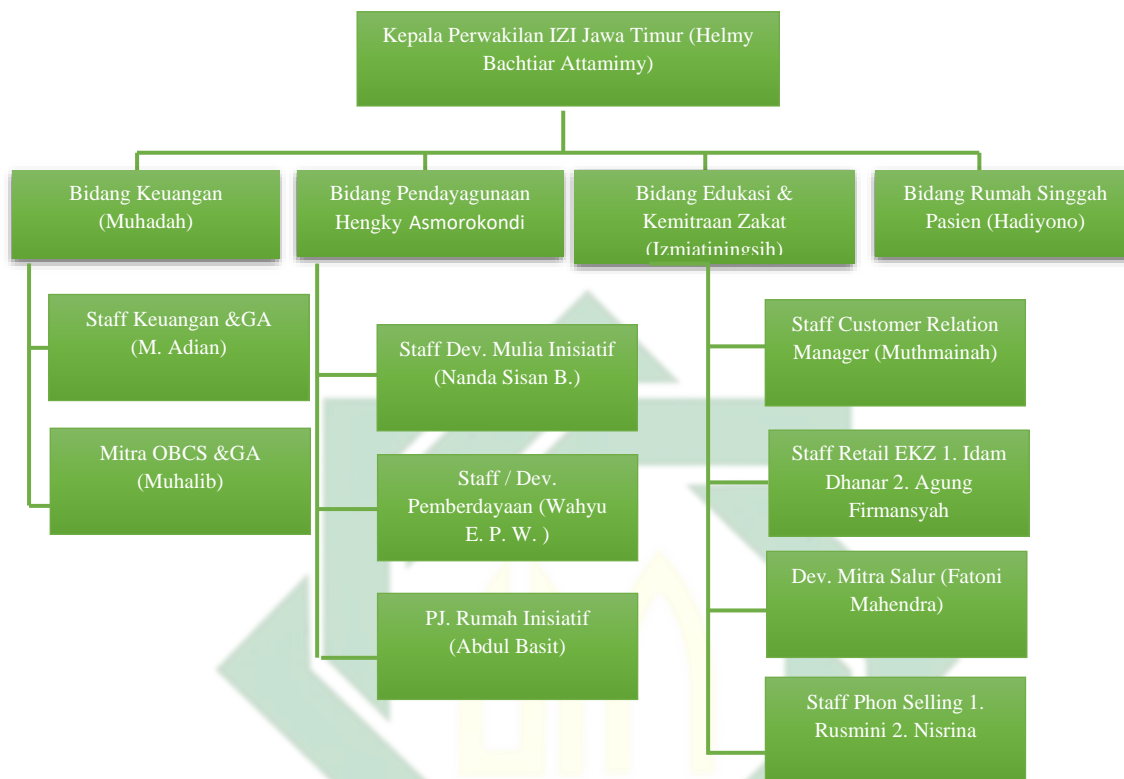 Kepala Perwakilan IZI Jawa Timur (Helmy
Bachtiar Attamimy)
Bidang Keuangan
(Muhadah)
Bidang Pendayagunaan
Hengky Asmorokondi
Bidang Edukasi &
Kemitraan Zakat
(Izmiatiningsih)
Bidang Rumah Singgah
Pasien (Hadiyono)
Staff Keuangan &GA
(M. Adian)
Mitra OBCS &GA
(Muhalib)
Staff Dev. Mulia Inisiatif
(Nanda Sisan B.)
Staff / Dev.
Pemberdayaan (Wahyu
E. P. W. )
PJ. Rumah Inisiatif
(Abdul Basit)
Staff Customer Relation
Manager (Muthmainah)
Staff Retail EKZ 1. Idam
Dhanar 2. Agung
Firmansyah
Dev. Mitra Salur (Fatoni
Mahendra)
Staff Phon Selling 1.
Rusmini 2. Nisrina